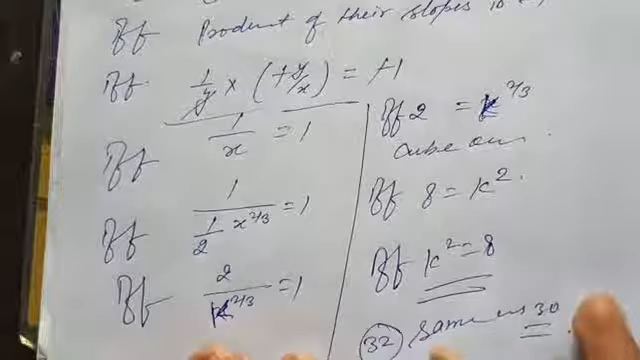 Iff Product of their slopes is
Iff 1/y × (+y/x) = +1
Iff 1/x = 1
Iff 1/(1/2 x^2/3) = 1
Iff 2/k^2/3 = 1
Iff 2 = k^2/3
Cube on
Iff 8 = k^2.
Iff k^2 = 8
32 Same as 30